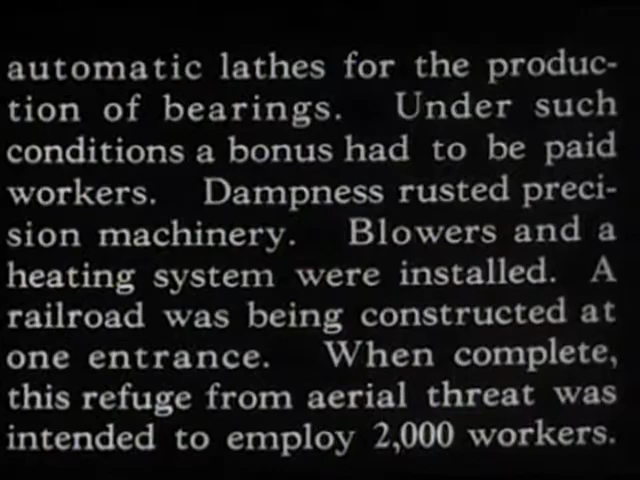 automatic lathes for the produc-
tion of bearings. Under such
conditions a bonus had to be paid
workers. Dampness rusted preci-
sion machinery. Blowers and a
heating system were installed. A
railroad was being constructed at
one entrance. When complete,
this refuge from aerial threat was
intended to employ 2,000 workers.